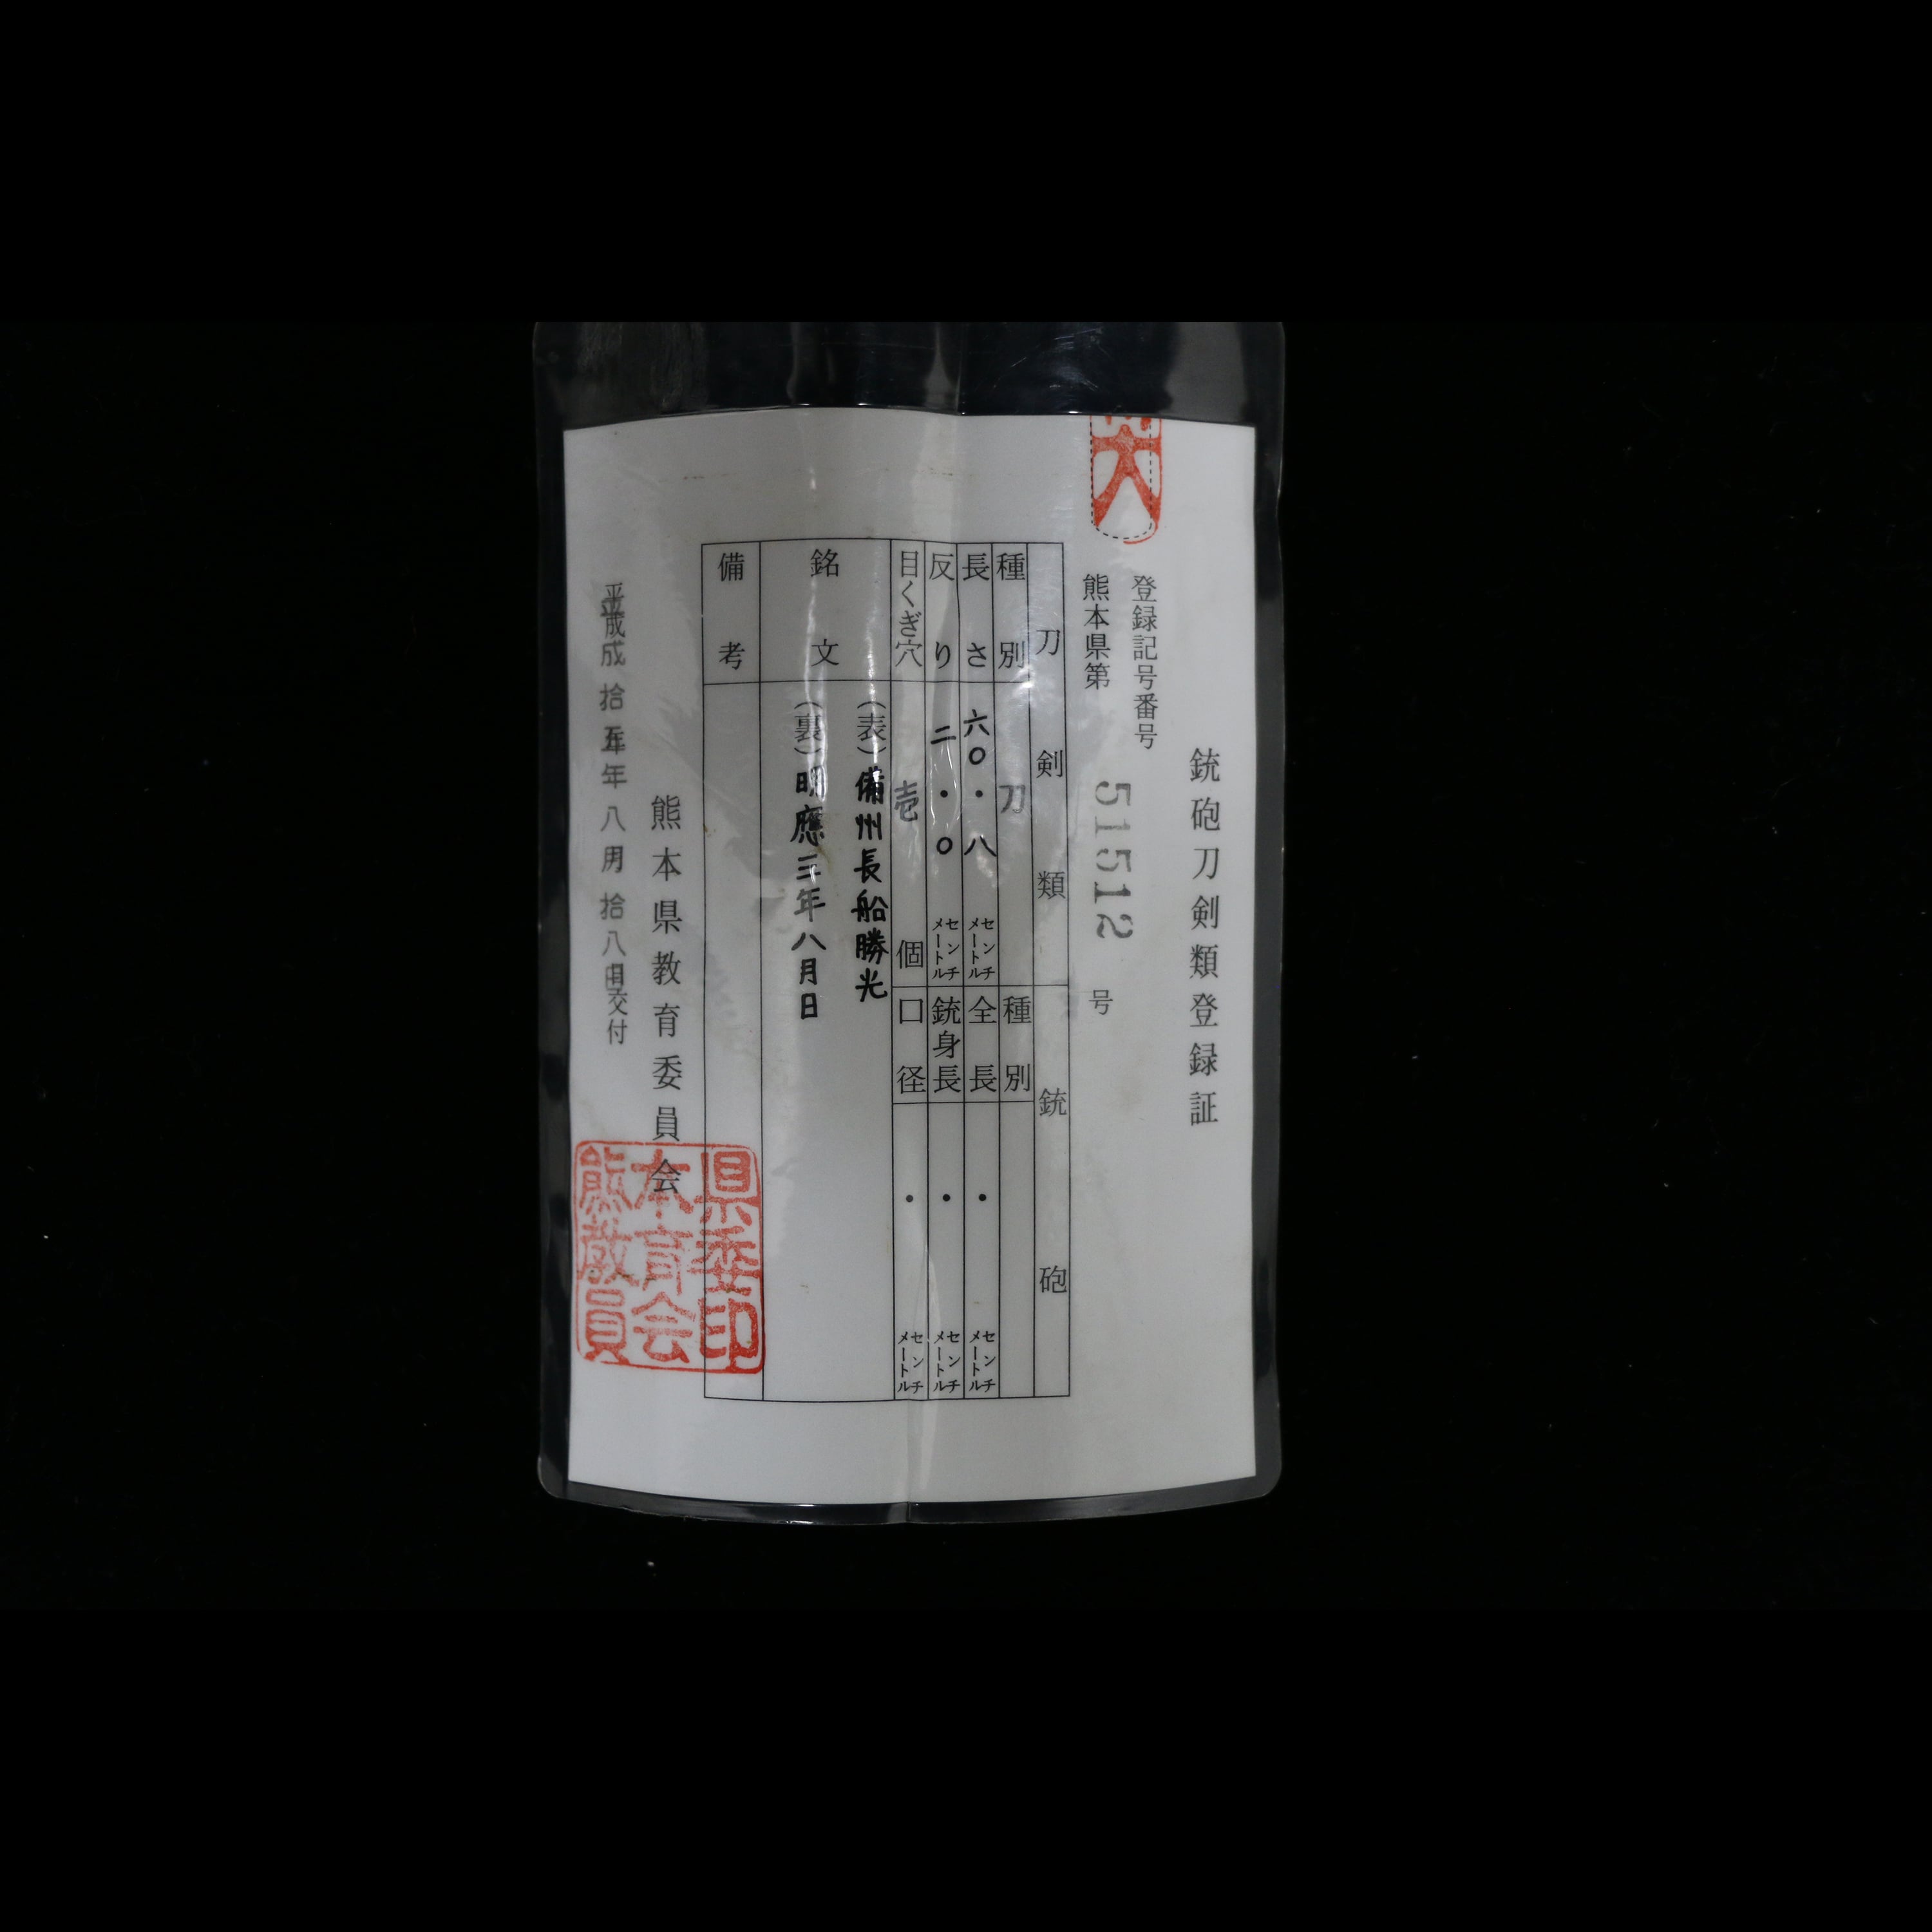 銃砲刀剣類登録証
登録記号番号
熊本県第 51512 号
刀剣類
種別 刀
長さ 六〇・八 センチメートル
反り 二・〇 センチメートル
目くぎ穴 壱 個
銃砲
種別
全長 ・ センチメートル
銃身長 ・ センチメートル
口径 ・ センチメートル
銘文
(表)備州長船勝光
(裏)明應三年八月日
備考
熊本県教育委員会
平成拾五年八月拾八日交付
熊本県
教育委
員会印